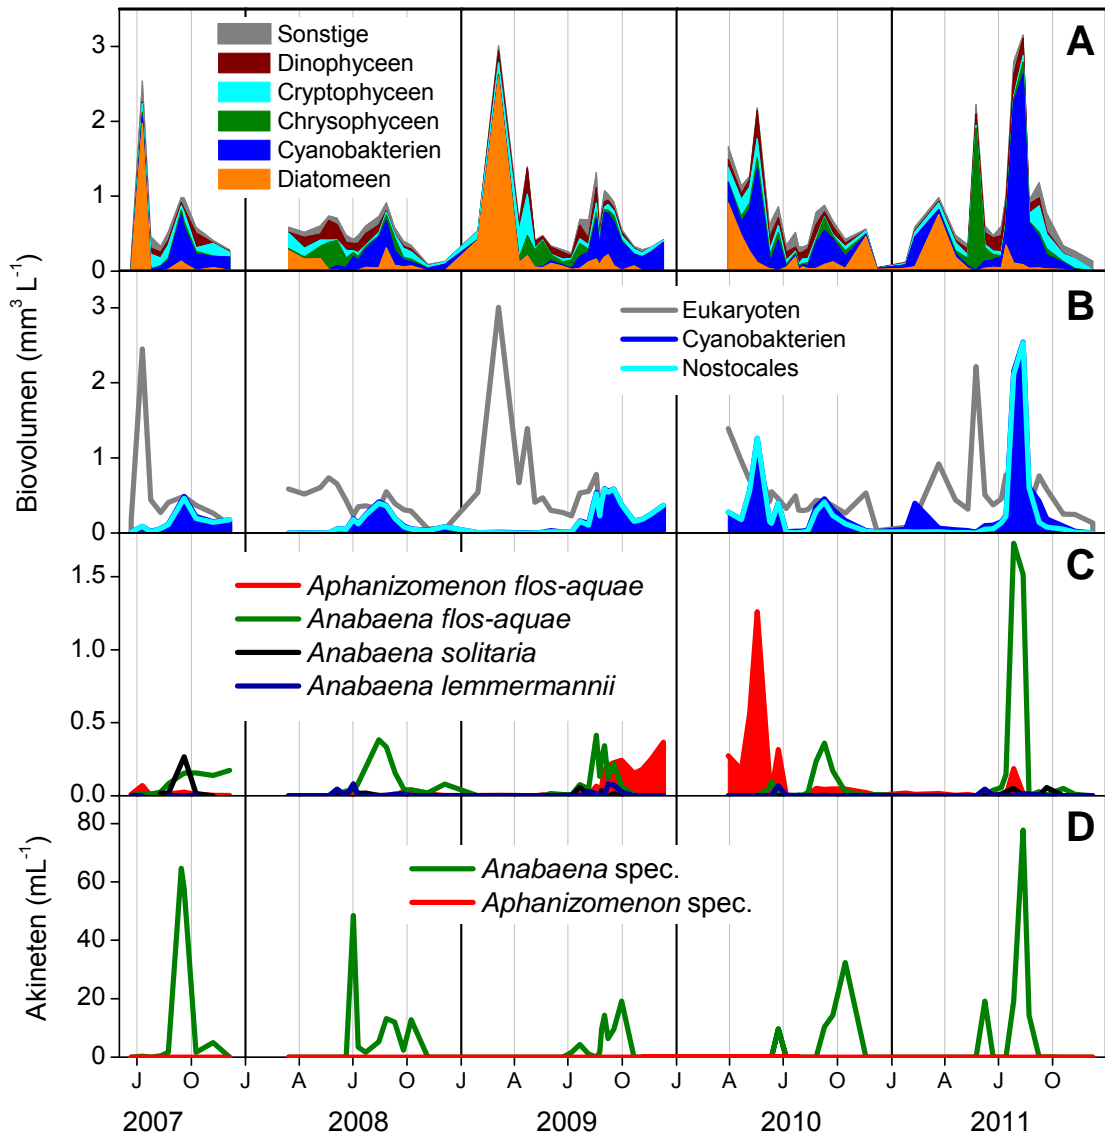 A
Sonstige
Dinophyceen
Cryptophyceen
Chrysophyceen
Cyanobakterien
Diatomeen
3
2
1
0
B
Eukaryoten
Cyanobakterien
Nostocales
3
2
1
0
Biovolumen (mm³ L⁻¹)
C
Aphanizomenon flos-aquae
Anabaena flos-aquae
Anabaena solitaria
Anabaena lemmermannii
1.5
1.0
0.5
0.0
D
Anabaena spec.
Aphanizomenon spec.
80
60
40
20
0
Akineten (mL⁻¹)
J O J A J O J A J O J A J O J A J O
2007 2008 2009 2010 2011